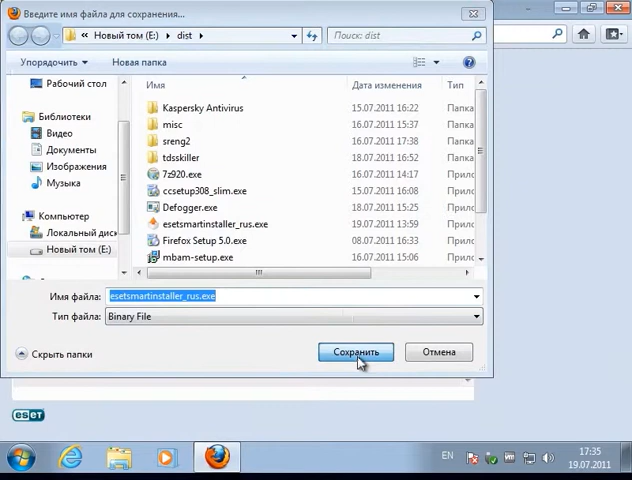 Введите имя файла для сохранения...
Новый том (E:) dist
Поиск: dist
Упорядочить Новая папка
Имя Дата изменения Тип
Рабочий стол
Библиотеки
Видео
Документы
Изображения
Музыка
Компьютер
Локальный диск
Новый том (E:)
Kaspersky Antivirus 15.07.2011 16:22 Папка
misc 16.07.2011 15:37 Папка
sreng2 16.07.2011 17:38 Папка
tdsskiller 18.07.2011 15:26 Папка
7z920.exe 16.07.2011 14:17 Прило
ccsetup308_slim.exe 15.07.2011 16:08 Прило
Defogger.exe 18.07.2011 15:25 Прило
esetsmartinstaller_rus.exe 19.07.2011 13:59 Прило
Firefox Setup 5.0.exe 08.07.2011 16:33 Прило
mbam-setup.exe 16.07.2011 15:06 Прило
Имя файла: esetsmartinstaller_rus.exe
Тип файла: Binary File
Скрыть папки
Сохранить
Отмена
eset
EN
17:35
19.07.2011